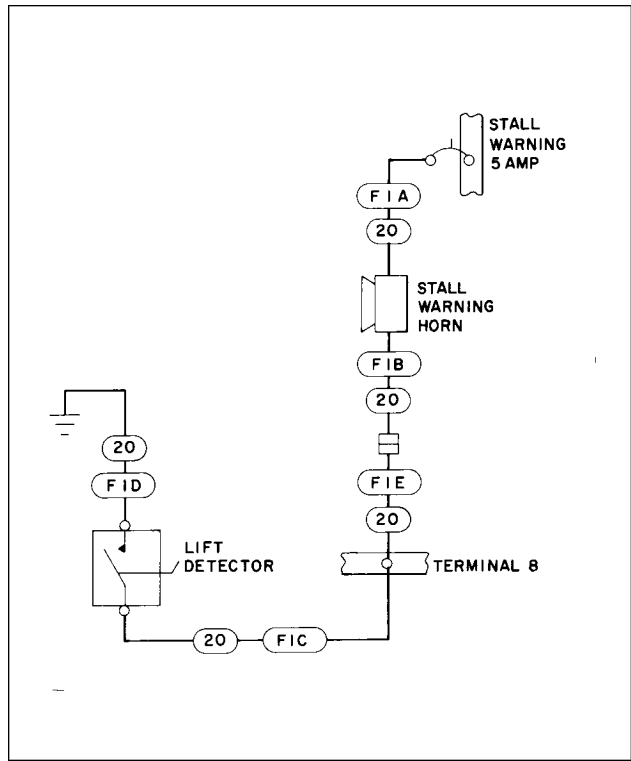 STALL
WARNING
5 AMP
F1A
20
STALL
WARNING
HORN
F1B
20
F1E
20
TERMINAL 8
20
F1D
LIFT
DETECTOR
20
F1C